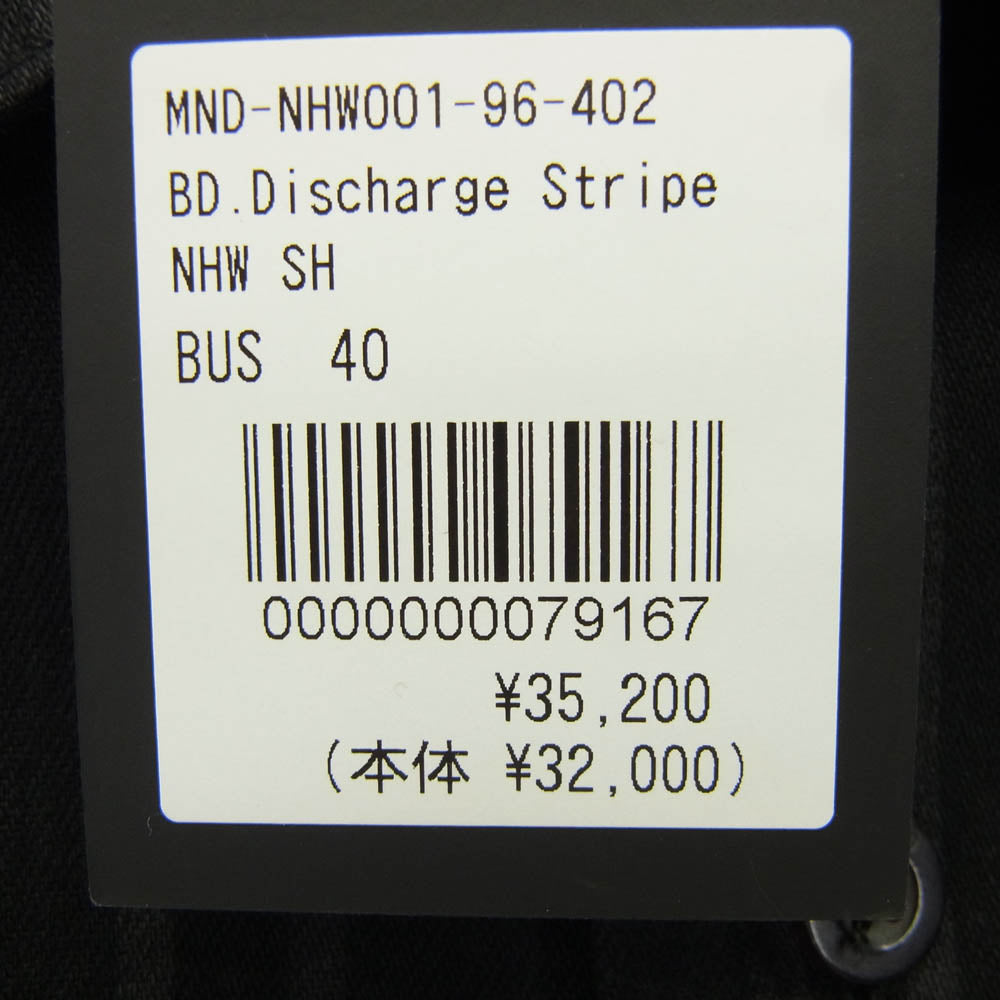 MND-NHW001-96-402
BD.Discharge Stripe
NHW SH
BUS 40
0000000079167
¥35,200
(本体 ¥32,000)